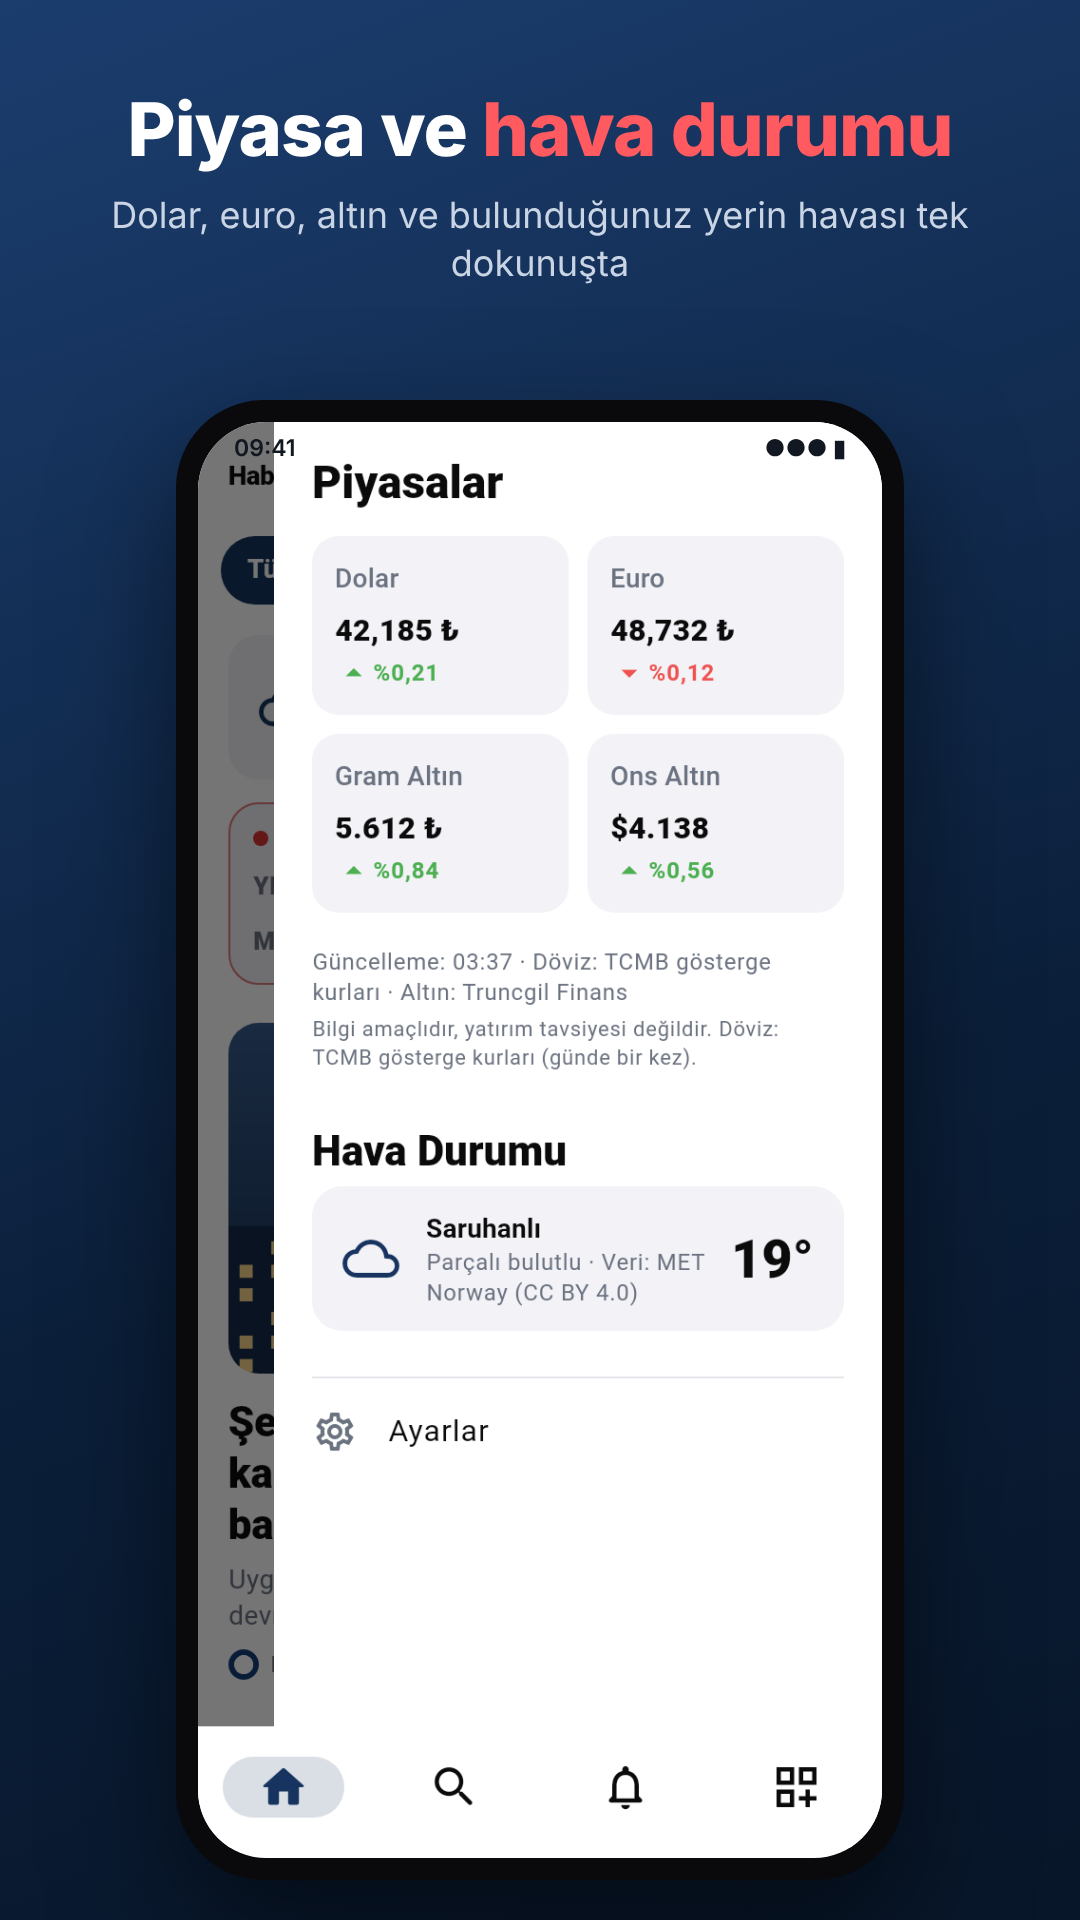 Piyasa ve hava durumu
Dolar, euro, altın ve bulunduğunuz yerin havası tek
dokunuşta
09:41
Piyasalar
Dolar
42,185 ₺
%0,21
Euro
48,732 ₺
%0,12
Gram Altın
5.612 ₺
%0,84
Ons Altın
$4.138
%0,56
Güncelleme: 03:37 · Döviz: TCMB gösterge
kurları · Altın: Truncgil Finans
Bilgi amaçlıdır, yatırım tavsiyesi değildir. Döviz:
TCMB gösterge kurları (günde bir kez).
Hava Durumu
Saruhanlı
Parçalı bulutlu · Veri: MET
Norway (CC BY 4.0)
19°
Ayarlar